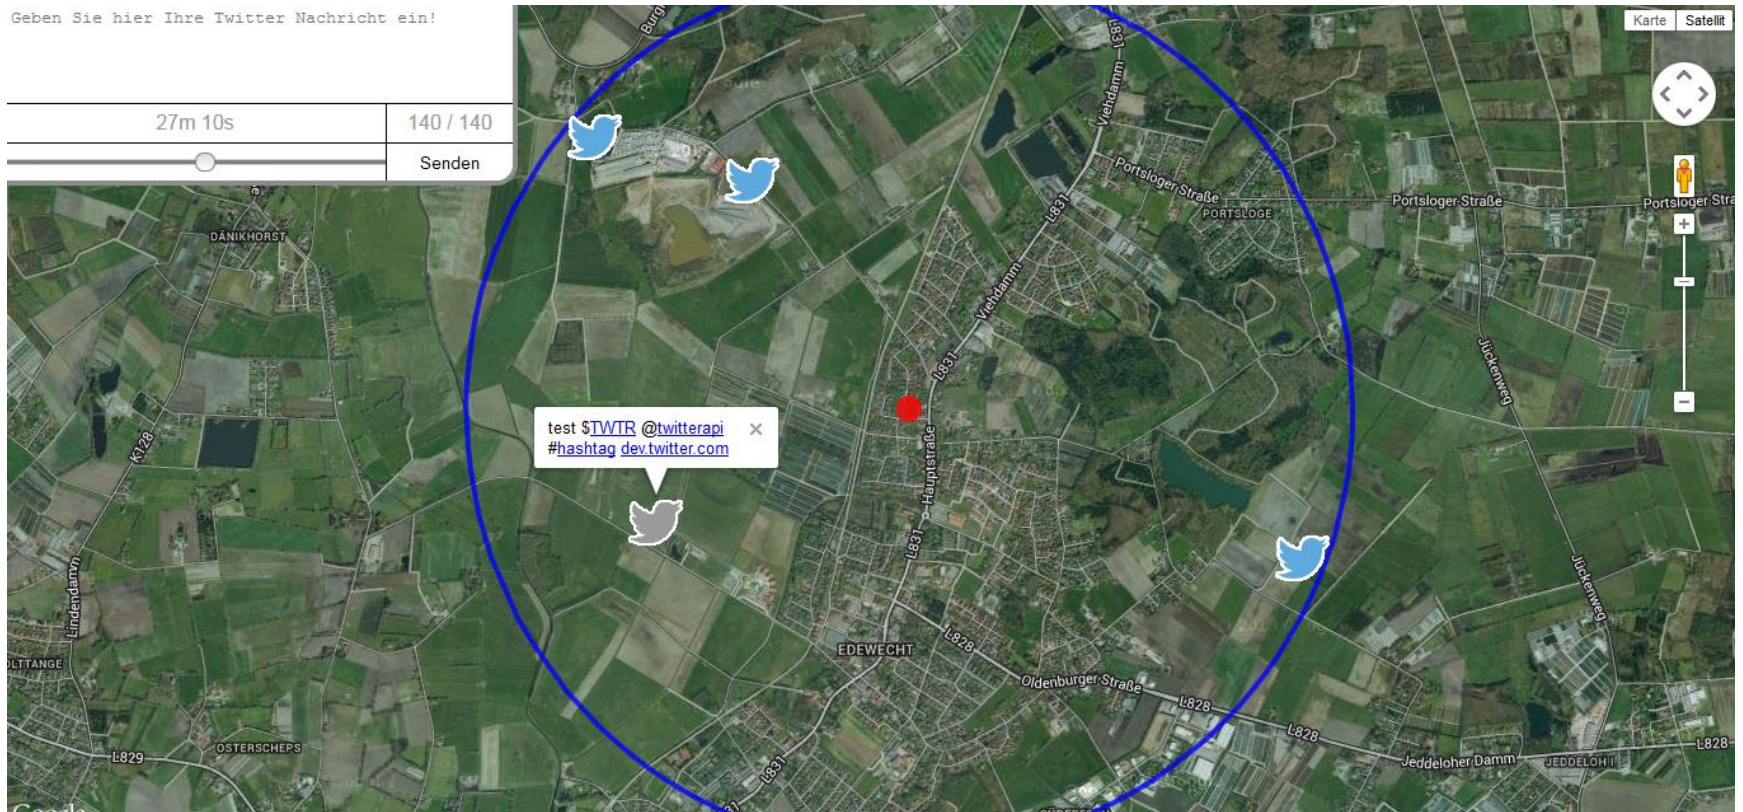 Geben Sie hier Ihre Twitter Nachricht ein!
27m 10s
140 / 140
Senden
Karte
Satellit
L831
Viehdamm
Portsloger Straße
PORTSLOGE
Portsloger-Straße
L831
DÄNIKHORST
Viehdamm
L831
Jückenweg
test $TWTR @twitterapi
#hashtag dev.twitter.com
K128
Hauptstraße
L831
Jückenweg
Lindendamm
EDEWECHT
L828
Oldenburger-Straße
L828
L828
OSTERSCHEPS
L829
L831
Jeddeloher Damm
JEDDELOH I
L828
Google